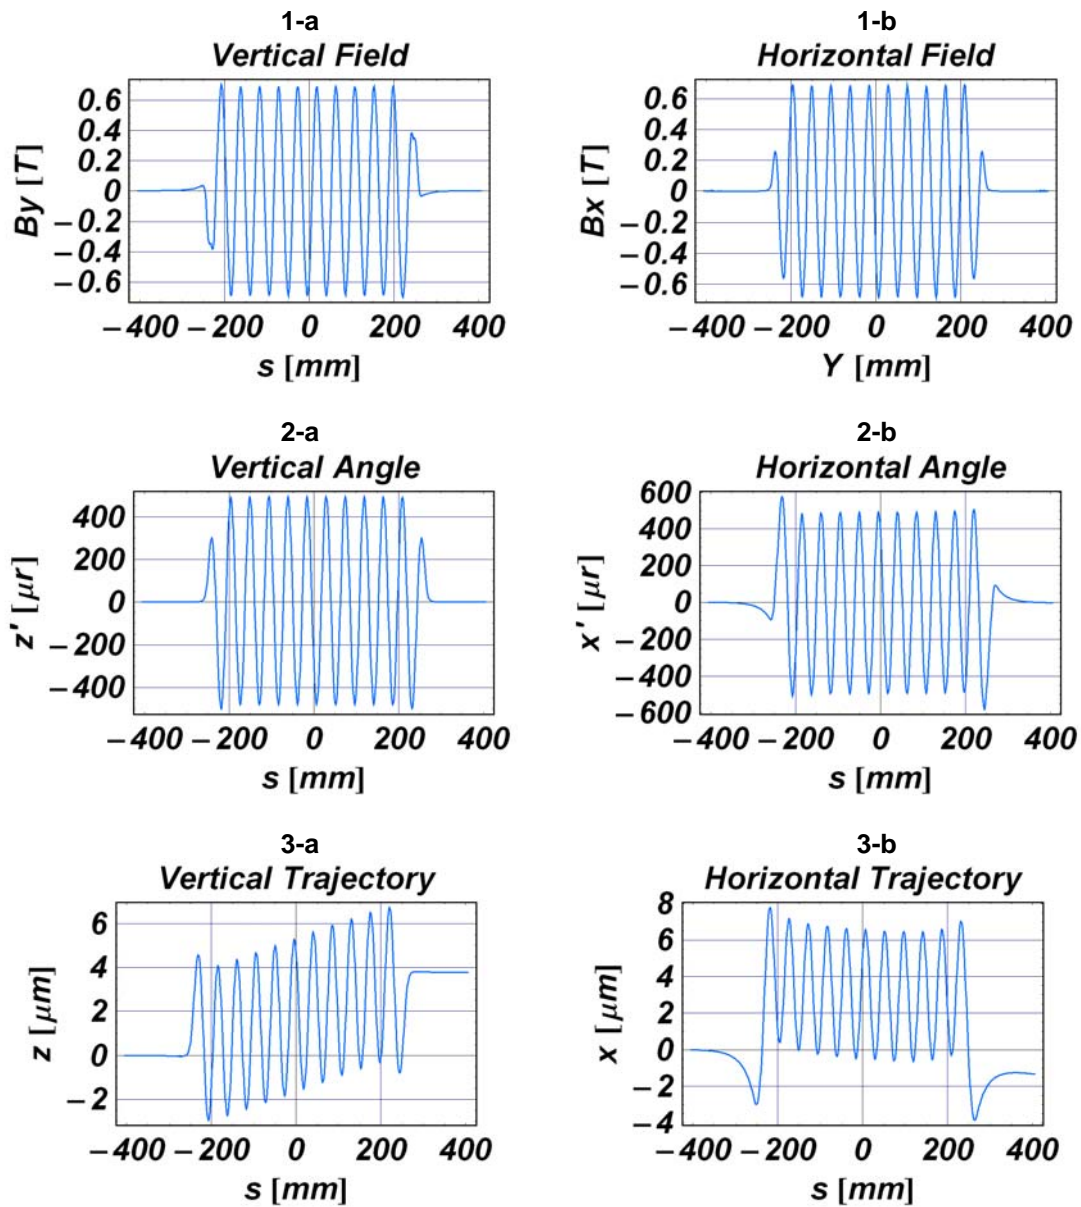 1-a
Vertical Field
0.6
0.4
0.2
0
−0.2
−0.4
−0.6
By [T]
−400 −200 0 200 400
s [mm]
1-b
Horizontal Field
0.6
0.4
0.2
0
−0.2
−0.4
−0.6
Bx [T]
−400 −200 0 200 400
Y [mm]
2-a
Vertical Angle
400
200
0
−200
−400
z' [μr]
−400 −200 0 200 400
s [mm]
2-b
Horizontal Angle
600
400
200
0
−200
−400
−600
x' [μr]
−400 −200 0 200 400
s [mm]
3-a
Vertical Trajectory
6
4
2
0
−2
z [μm]
−400 −200 0 200 400
s [mm]
3-b
Horizontal Trajectory
8
6
4
2
0
−2
−4
x [μm]
−400 −200 0 200 400
s [mm]